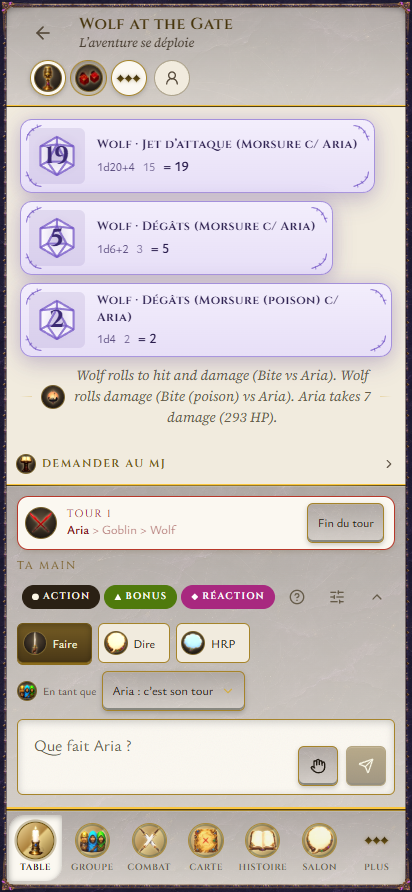 Wolf at the Gate
L'aventure se déploie
19
Wolf · Jet d'attaque (Morsure c/ Aria)
1d20+4 15 = 19
5
Wolf · Dégâts (Morsure c/ Aria)
1d6+2 3 = 5
2
Wolf · Dégâts (Morsure (poison) c/
Aria)
1d4 2 = 2
Wolf rolls to hit and damage (Bite vs Aria). Wolf
rolls damage (Bite (poison) vs Aria). Aria takes 7
damage (293 HP).
DEMANDER AU MJ
TOUR 1
Aria > Goblin > Wolf
Fin du tour
TA MAIN
ACTION
BONUS
RÉACTION
Faire
Dire
HRP
En tant que
Aria : c'est son tour
Que fait Aria ?
TABLE
GROUPE
COMBAT
CARTE
HISTOIRE
SALON
PLUS